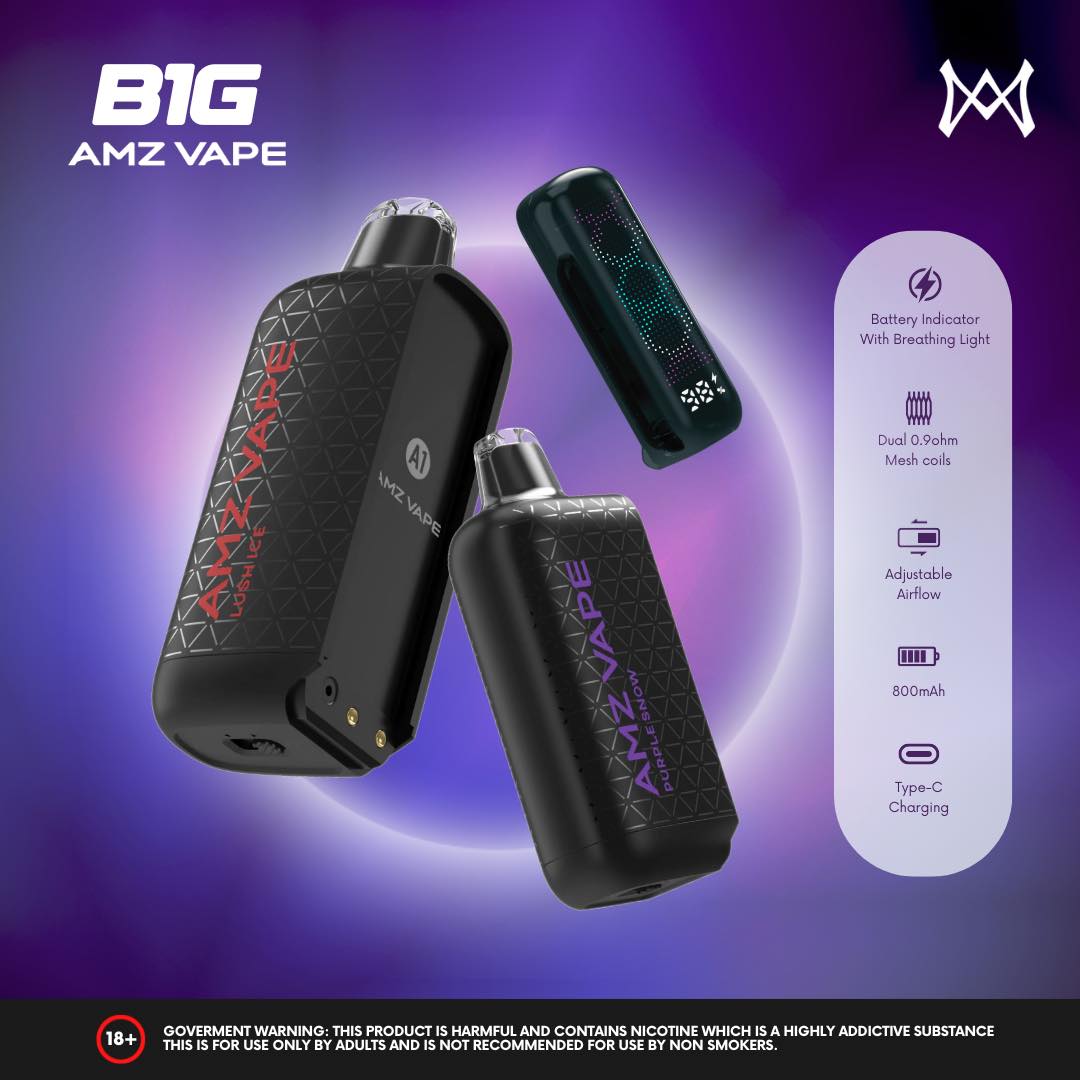 B1G
AMZ VAPE
AMZ VAPE
LUSH ICE
A1
AMZ VAPE
AMZ VAPE
PURPLE SNOW
Battery Indicator
With Breathing Light
Dual 0.9ohm
Mesh coils
Adjustable
Airflow
800mAh
Type-C
Charging
18+
GOVERMENT WARNING: THIS PRODUCT IS HARMFUL AND CONTAINS NICOTINE WHICH IS A HIGHLY ADDICTIVE SUBSTANCE
THIS IS FOR USE ONLY BY ADULTS AND IS NOT RECOMMENDED FOR USE BY NON SMOKERS.